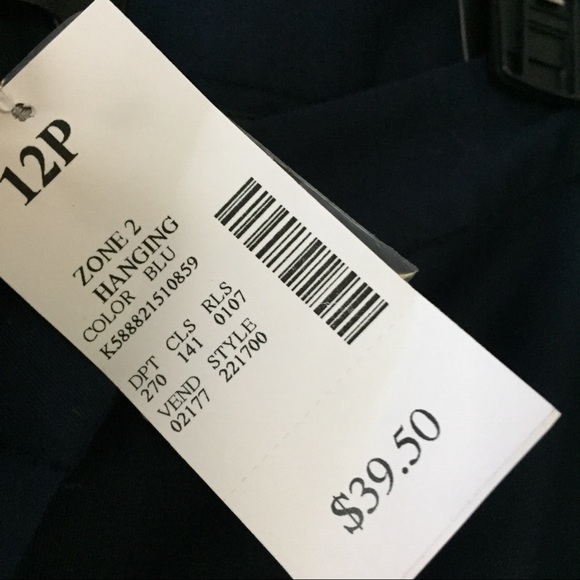 12P
ZONE 2
HANGING
COLOR BLU
K588821510859
DPT CLS RLS
270 141 0107
VEND STYLE
02177 221700
$39.50